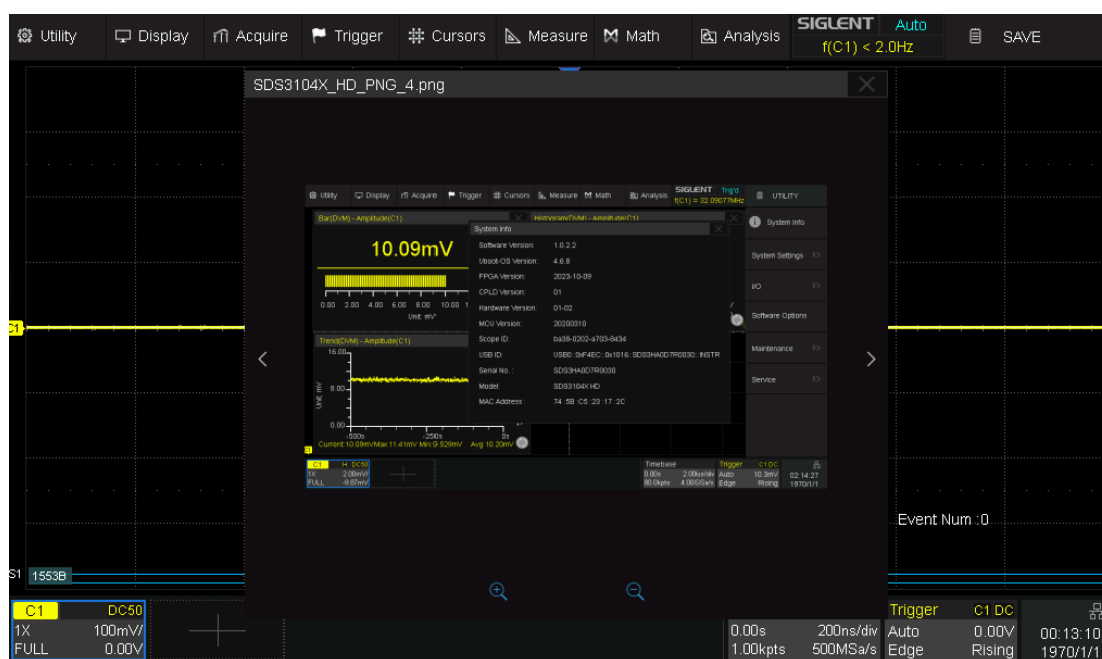 Utility Display Acquire Trigger Cursors Measure Math Analysis SIGLENT Auto SAVE
f(C1) < 2.0Hz
SDS3104X_HD_PNG_4.png
Utility Display Acquire Trigger Cursors Measure Math Analysis SIGLENT Trig'd UTILITY
f(C1) = 32.09077MHz
Bar(DVM) - Amplitude(C1) Histogram(DVM) - Amplitude(C1)
System Info
System Info
10.09mV
Software Version: 1.0.2.2
Uboot-OS Version: 4.6.8
System Settings
FPGA Version: 2023-10-09
CPLD Version: 01
I/O
0.00 2.00 4.00 6.00 8.00 10.00 1
Hardware Version: 01-02
Unit: mV
Software Options
MCU Version: 20200310
C1
Trend(DVM) - Amplitude(C1)
Scope ID: ba38-0202-a703-8434
16.00
Maintenance
USB ID: USB0::0xF4EC::0x1016::SDS3HA0D7R0030::INSTR
Serial No. : SDS3HA0D7R0030
Service
Unit: mV
8.00
Model: SDS3104X HD
MAC Address : 74 :5B :C5 :23 :17 :2C
0.00
-500s -250s 0s
Current:10.09mV Max:11.41mV Min:9.529mV Avg:10.20mV
C1 H DC50 Timebase Trigger C1 DC
1X 2.00mV/ 0.00s 2.00us/div Auto 10.3mV 02:14:27
FULL -9.87mV 80.0kpts 4.00GSa/s Edge Rising 1970/1/1
Event Num :0
S1 1553B
C1 DC50 Trigger C1 DC
1X 100mV/ 0.00s 200ns/div Auto 0.00V 00:13:10
FULL 0.00V 1.00kpts 500MSa/s Edge Rising 1970/1/1